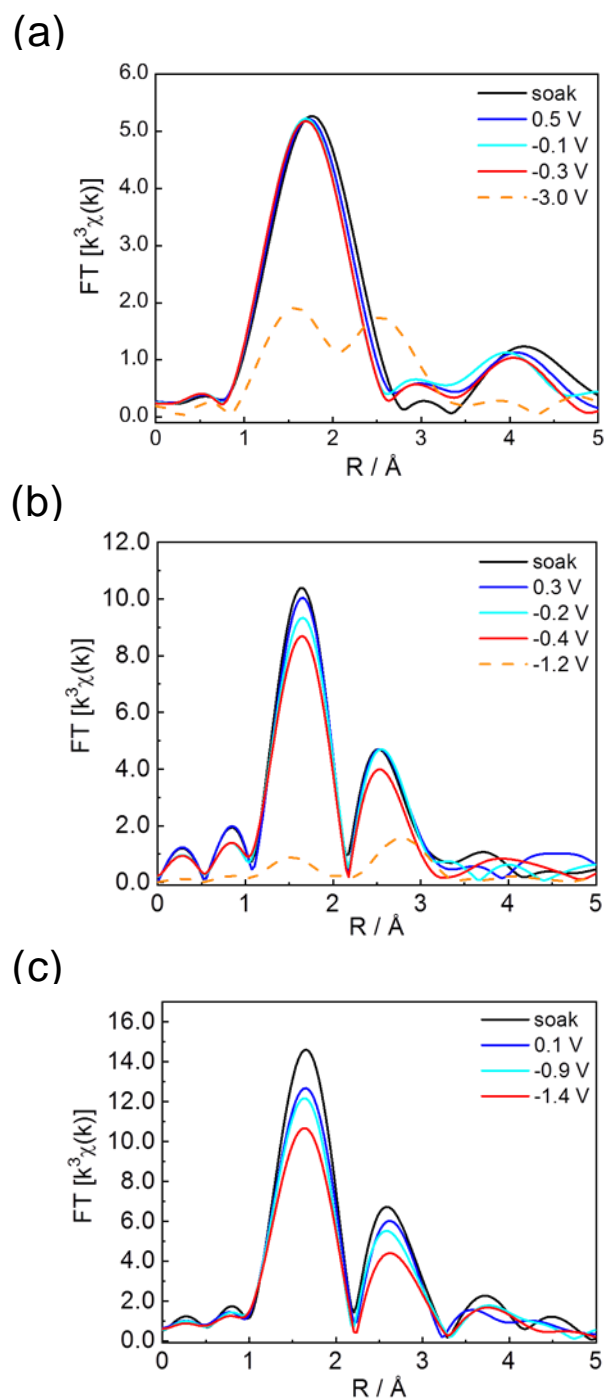 (a)
6.0
5.0
4.0
3.0
2.0
1.0
0.0
FT [k³χ(k)]
soak
0.5 V
-0.1 V
-0.3 V
-3.0 V
0 1 2 3 4 5
R / Å
(b)
12.0
10.0
8.0
6.0
4.0
2.0
0.0
FT [k³χ(k)]
soak
0.3 V
-0.2 V
-0.4 V
-1.2 V
0 1 2 3 4 5
R / Å
(c)
16.0
14.0
12.0
10.0
8.0
6.0
4.0
2.0
0.0
FT [k³χ(k)]
soak
0.1 V
-0.9 V
-1.4 V
0 1 2 3 4 5
R / Å